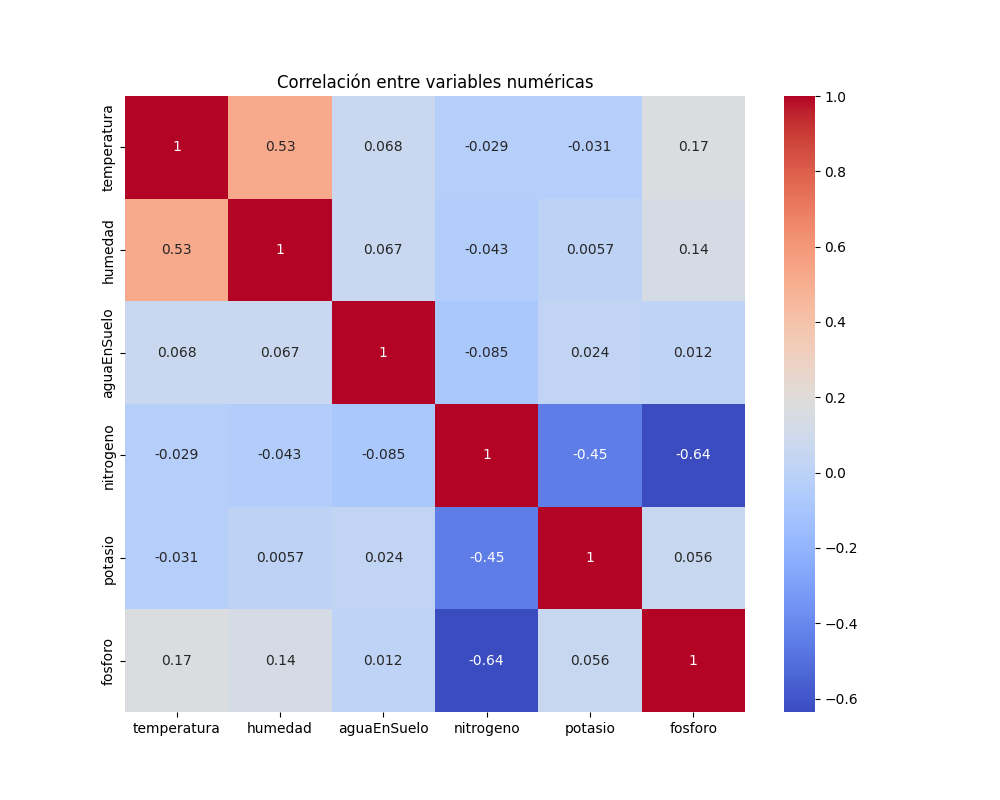 Correlación entre variables numéricas
temperatura 1 0.53 0.068 -0.029 -0.031 0.17
humedad 0.53 1 0.067 -0.043 0.0057 0.14
aguaEnSuelo 0.068 0.067 1 -0.085 0.024 0.012
nitrogeno -0.029 -0.043 -0.085 1 -0.45 -0.64
potasio -0.031 0.0057 0.024 -0.45 1 0.056
fosforo 0.17 0.14 0.012 -0.64 0.056 1
temperatura humedad aguaEnSuelo nitrogeno potasio fosforo
1.0
0.8
0.6
0.4
0.2
0.0
−0.2
−0.4
−0.6